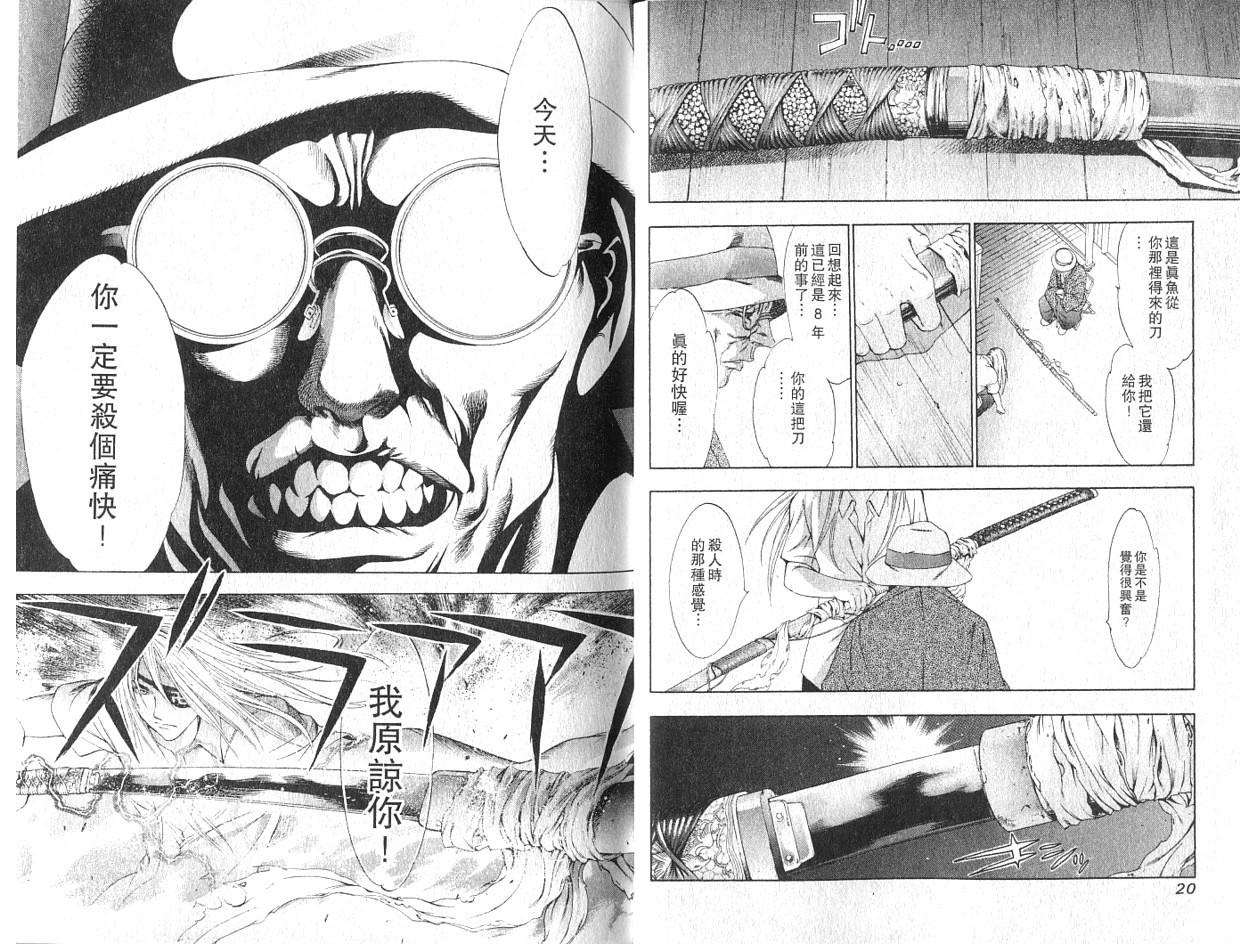 コト
這是眞魚從
你那裡得來的刀
…
我把它還
給你！
回想起來…
這已經是8年
前的事了…
你的這把刀
……
眞的好快喔…
你是不是
覺得很興奮？
殺人時
的那種感覺…
20
今天…
你一定要殺個痛快！
我原諒你！